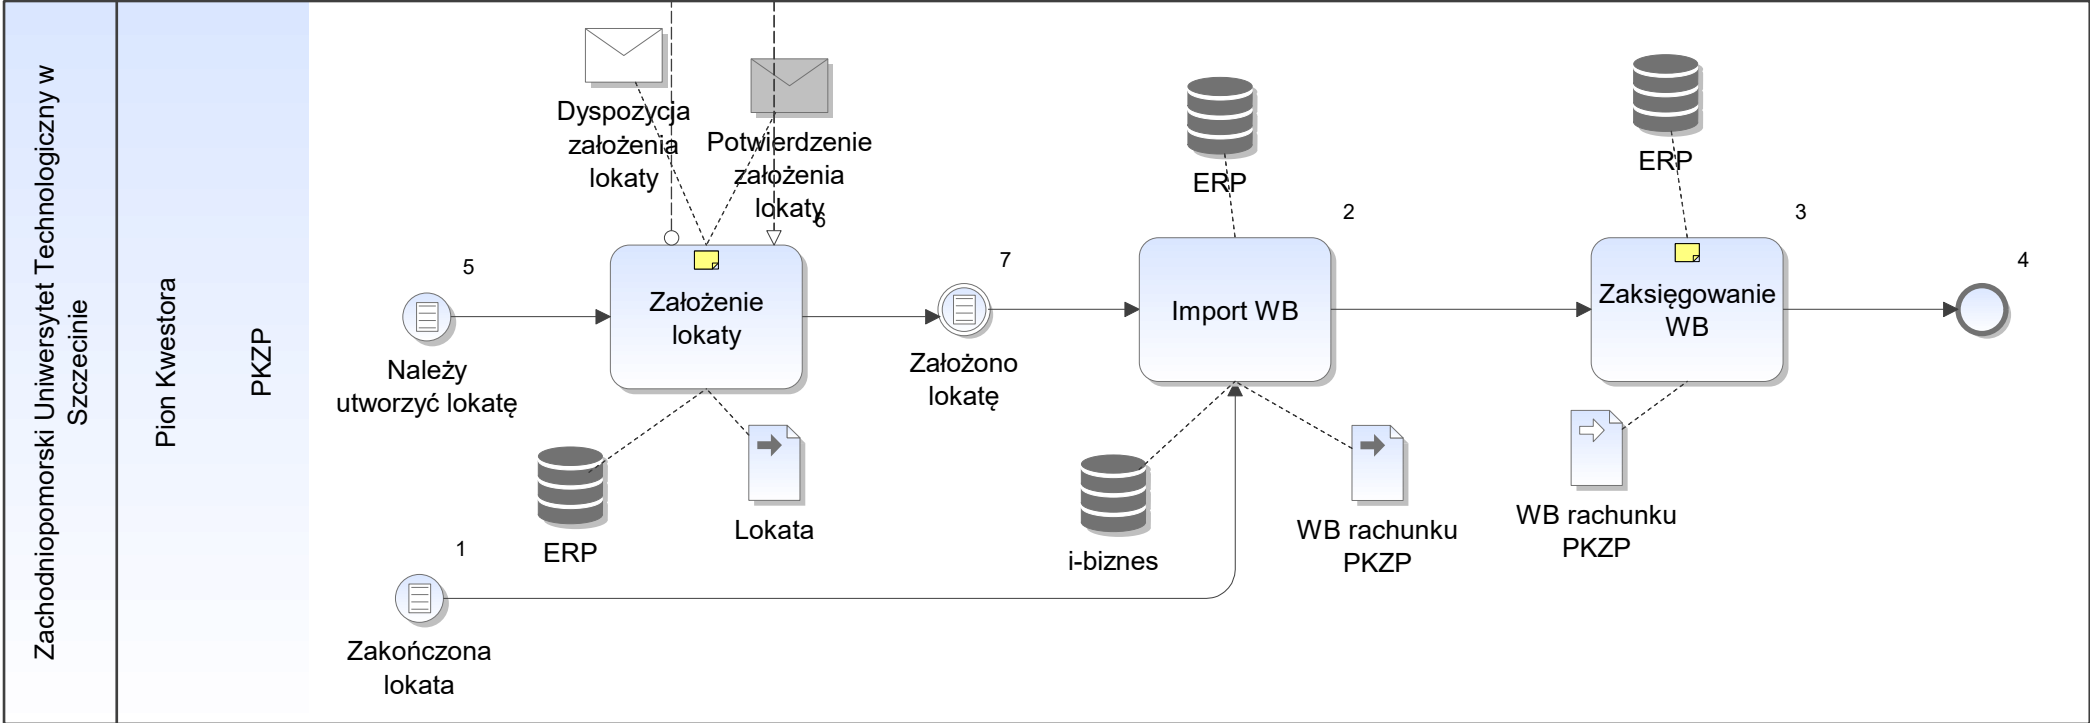 Zachodniopomorski Uniwersytet Technologiczny w
Szczecinie
Pion Kwestora
PKZP
Dyspozycja
założenia
lokaty
Potwierdzenie
założenia
lokaty
6
ERP
ERP
2
3
5
7
4
Założenie
lokaty
Import WB
Zaksięgowanie
WB
Należy
utworzyć lokatę
Założono
lokatę
ERP
Lokata
i-biznes
WB rachunku
PKZP
WB rachunku
PKZP
1
Zakończona
lokata